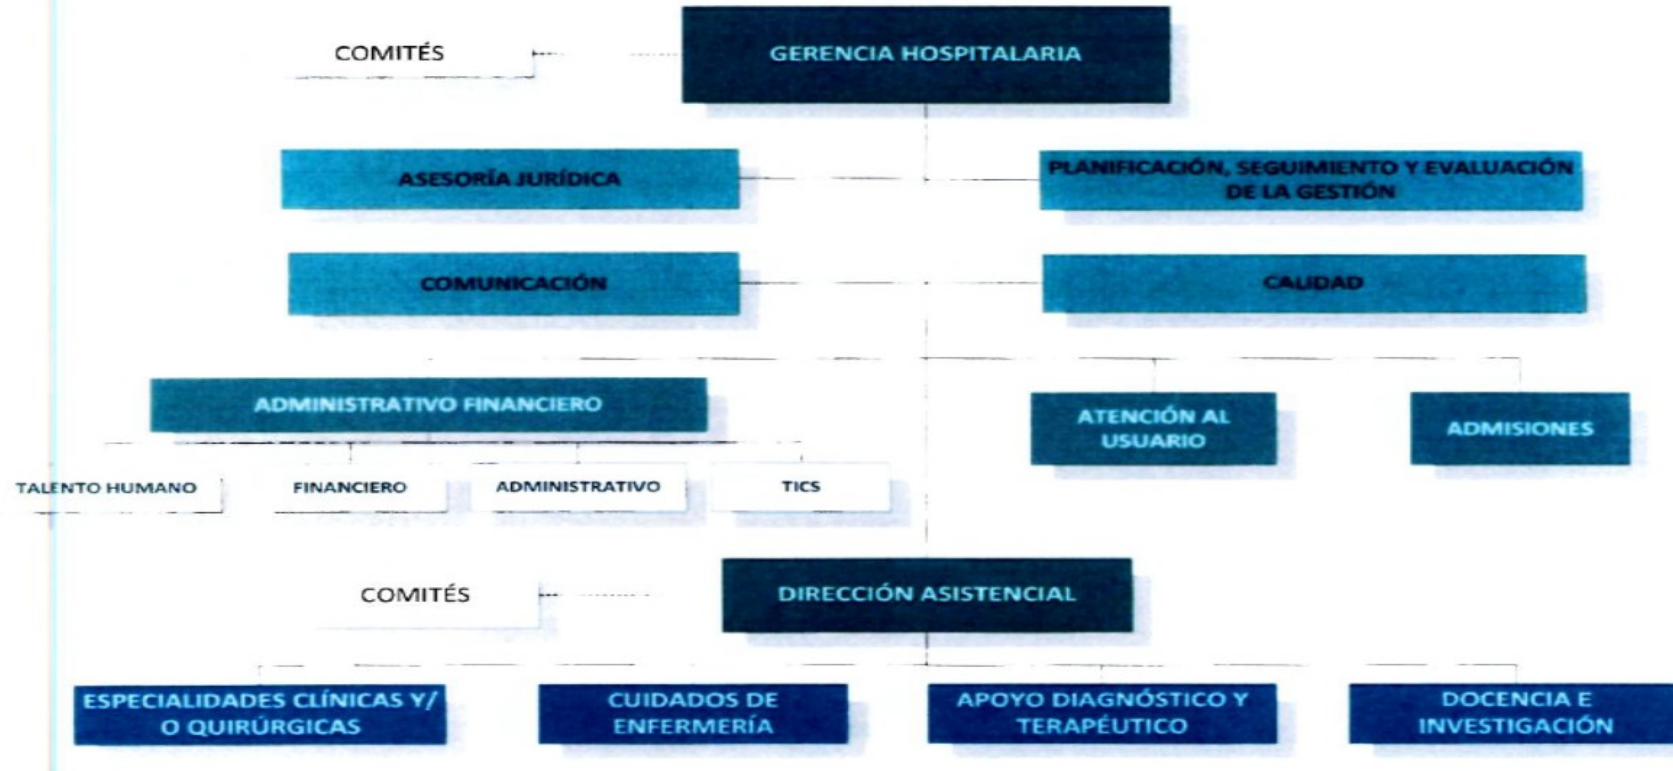 COMITÉS
GERENCIA HOSPITALARIA
ASESORÍA JURÍDICA
PLANIFICACIÓN, SEGUIMIENTO Y EVALUACIÓN
DE LA GESTIÓN
COMUNICACIÓN
CALIDAD
ADMINISTRATIVO FINANCIERO
ATENCIÓN AL
USUARIO
ADMISIONES
TALENTO HUMANO
FINANCIERO
ADMINISTRATIVO
TICS
COMITÉS
DIRECCIÓN ASISTENCIAL
ESPECIALIDADES CLÍNICAS Y/
O QUIRÚRGICAS
CUIDADOS DE
ENFERMERÍA
APOYO DIAGNÓSTICO Y
TERAPÉUTICO
DOCENCIA E
INVESTIGACIÓN